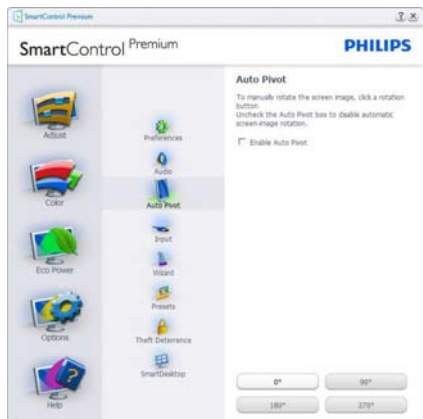 SmartControl Premium
SmartControl Premium
PHILIPS
Adjust
Color
Eco Power
Options
Help
Preferences
Audio
Auto Pivot
Input
Wizard
Presets
Theft Deterrence
SmartDesktop
Auto Pivot
To manually rotate the screen image, click a rotation
button
Uncheck the Auto Pivot box to disable automatic
screen-image rotation.
Enable Auto Pivot
0°
90°
180°
270°